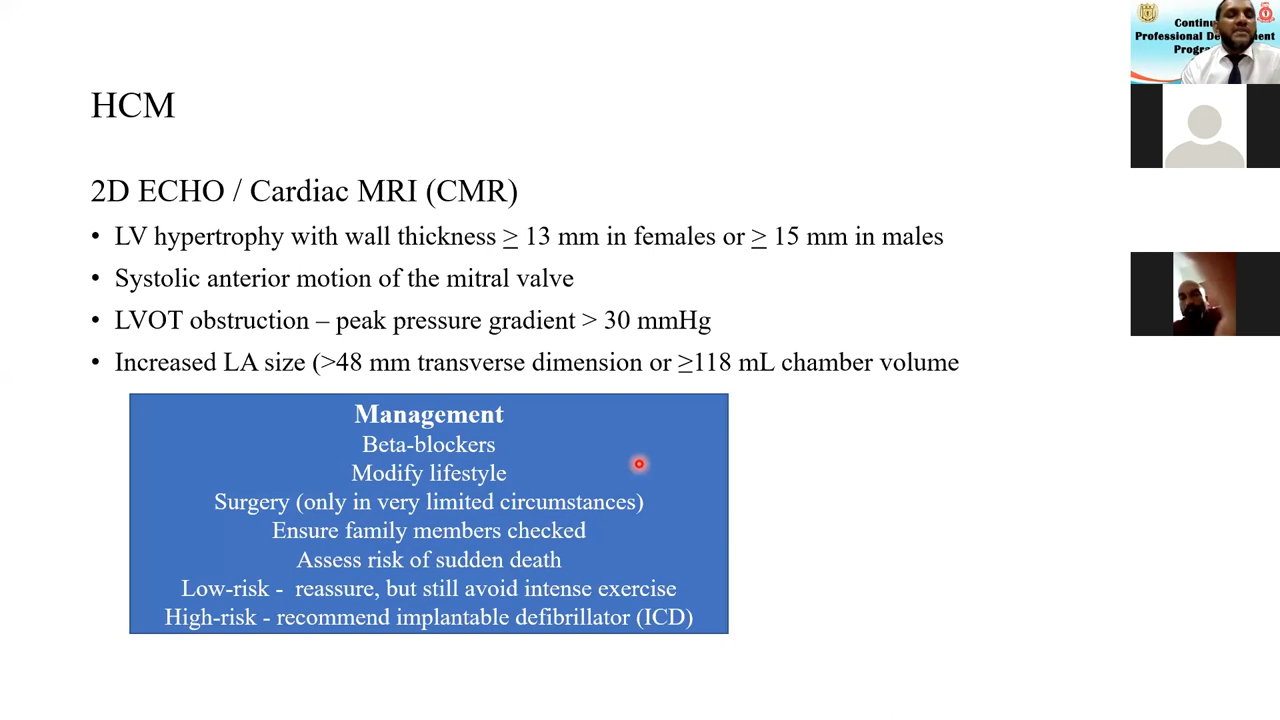 HCM
2D ECHO / Cardiac MRI (CMR)
• LV hypertrophy with wall thickness ≥ 13 mm in females or ≥ 15 mm in males
• Systolic anterior motion of the mitral valve
• LVOT obstruction – peak pressure gradient > 30 mmHg
• Increased LA size (>48 mm transverse dimension or ≥118 mL chamber volume
Management
Beta-blockers
Modify lifestyle
Surgery (only in very limited circumstances)
Ensure family members checked
Assess risk of sudden death
Low-risk - reassure, but still avoid intense exercise
High-risk - recommend implantable defibrillator (ICD)
Professional